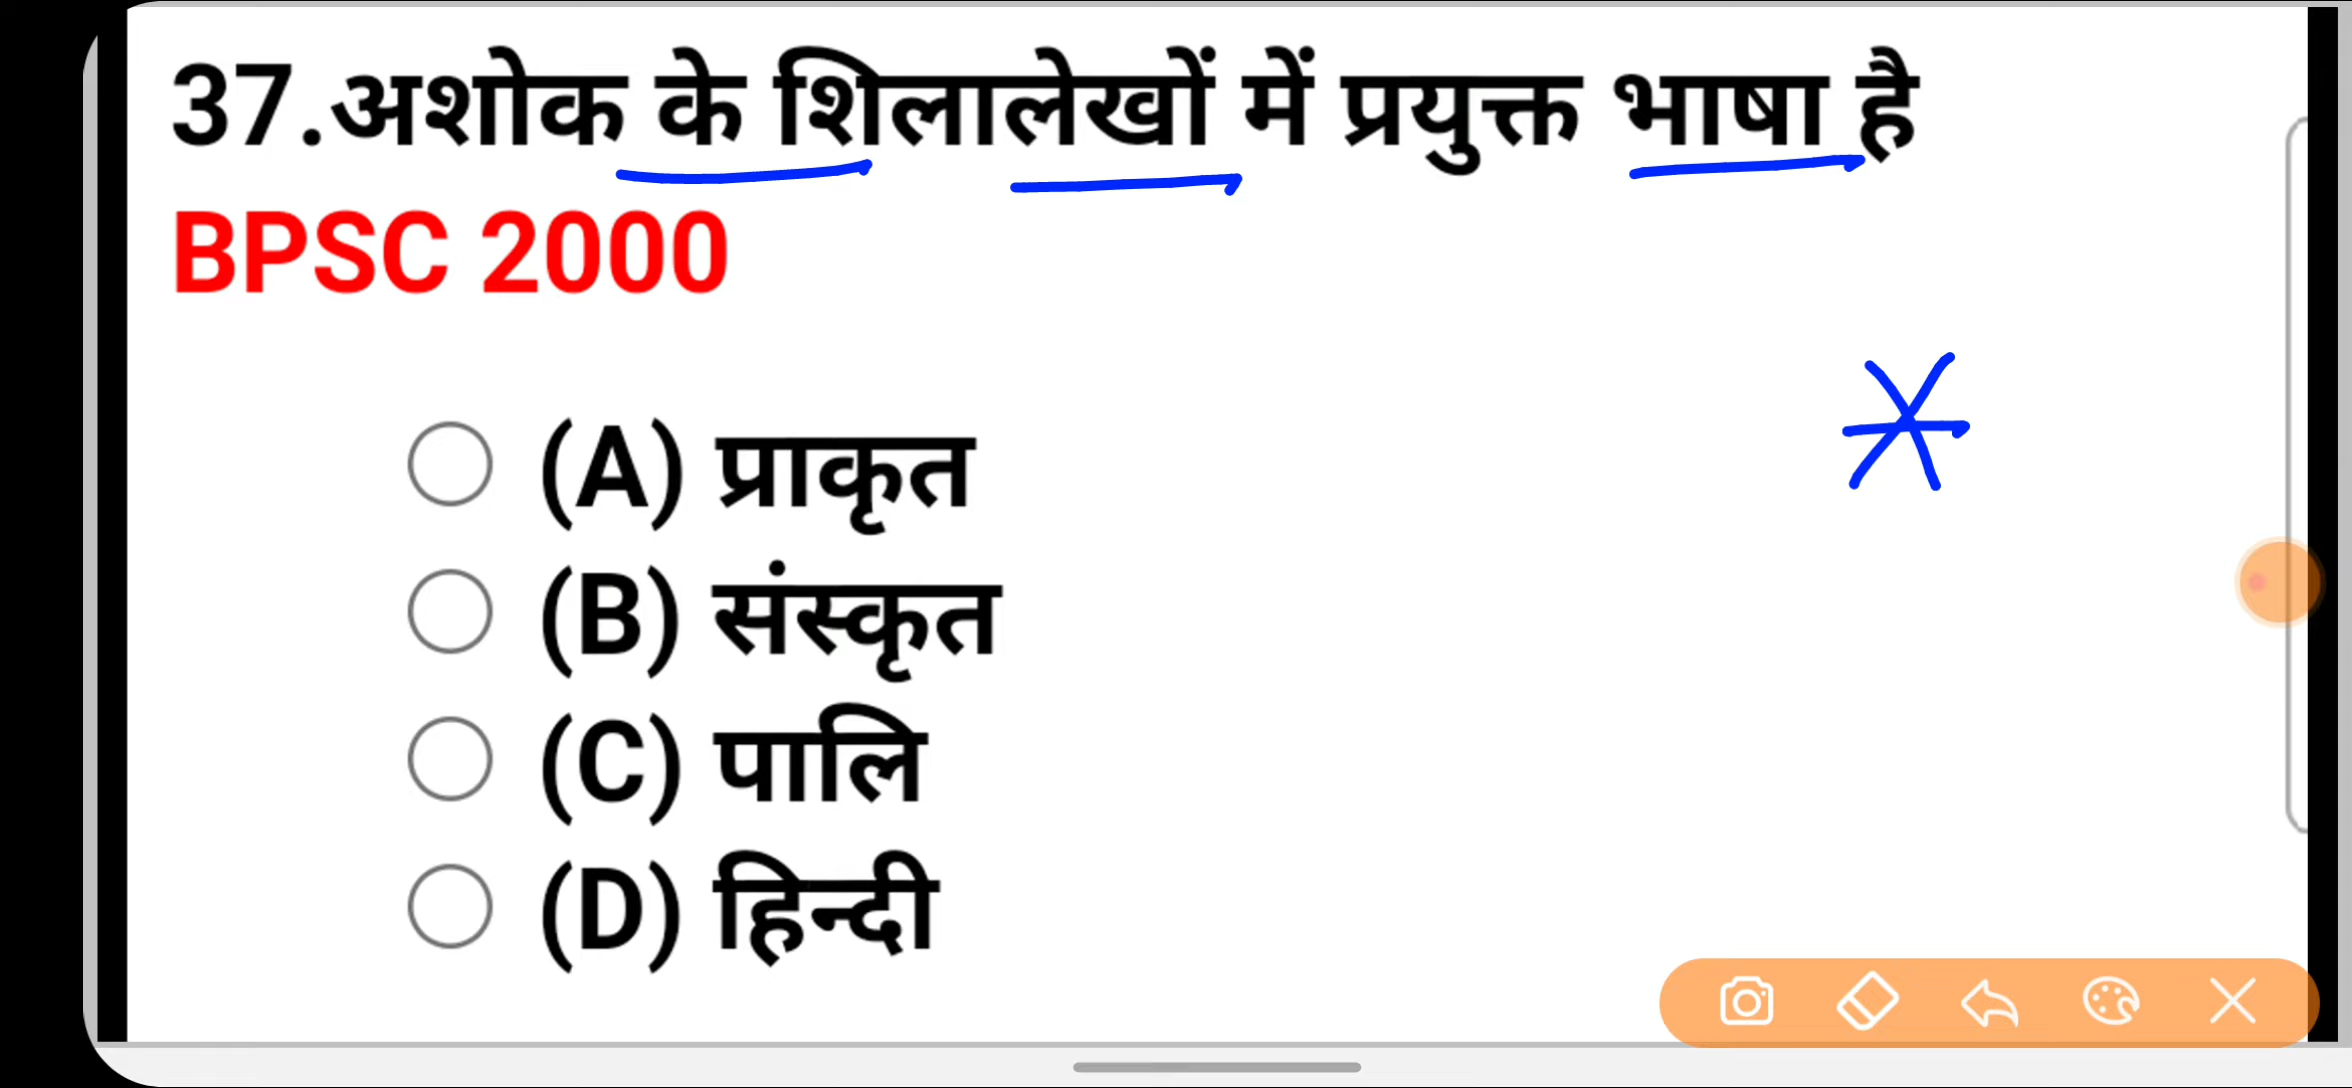 37.अशोक के शिलालेखों में प्रयुक्त भाषा है
BPSC 2000
(A) प्राकृत
(B) संस्कृत
(C) पालि
(D) हिन्दी